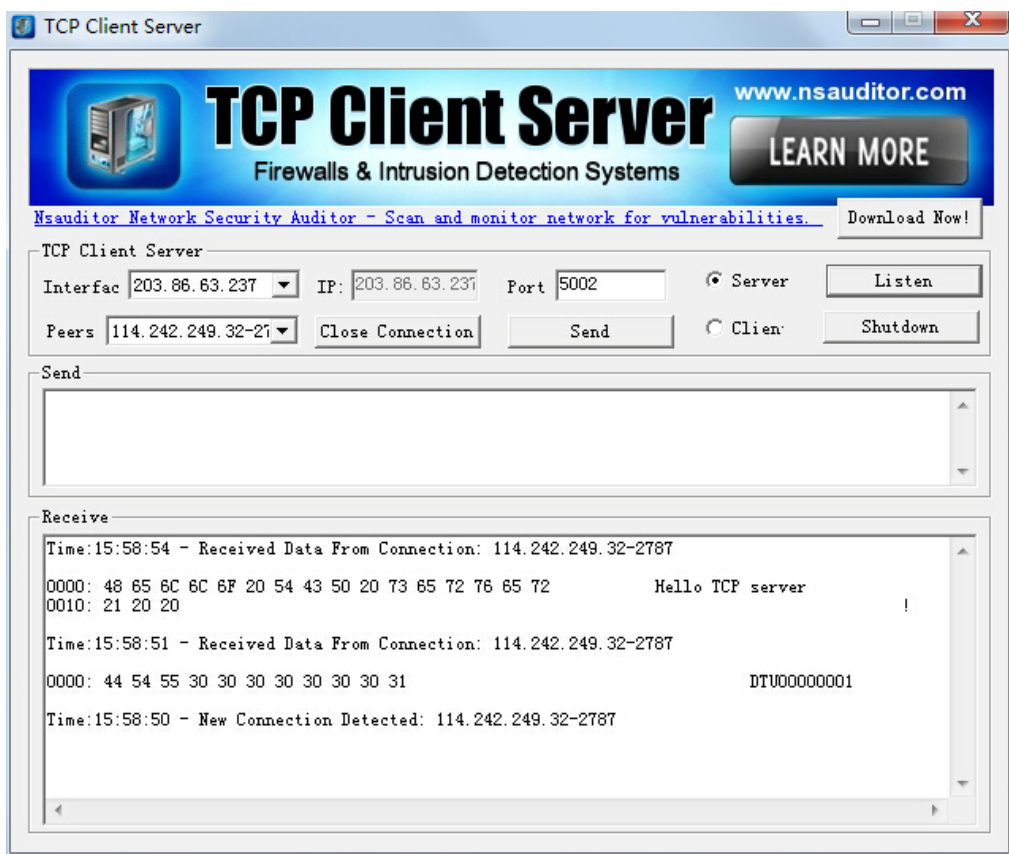 TCP Client Server
TCP Client Server
www.nsauditor.com
Firewalls & Intrusion Detection Systems
LEARN MORE
Nsauditor Network Security Auditor - Scan and monitor network for vulnerabilities.
Download Now!
TCP Client Server
Interfac 203.86.63.237 IP: 203.86.63.237 Port 5002 Server Listen
Peers 114.242.249.32-27 Close Connection Send Clien Shutdown
Send
Receive
Time:15:58:54 - Received Data From Connection: 114.242.249.32-2787
0000: 48 65 6C 6C 6F 20 54 43 50 20 73 65 72 76 65 72 Hello TCP server
0010: 21 20 20 !
Time:15:58:51 - Received Data From Connection: 114.242.249.32-2787
0000: 44 54 55 30 30 30 30 30 30 30 31 DTU00000001
Time:15:58:50 - New Connection Detected: 114.242.249.32-2787